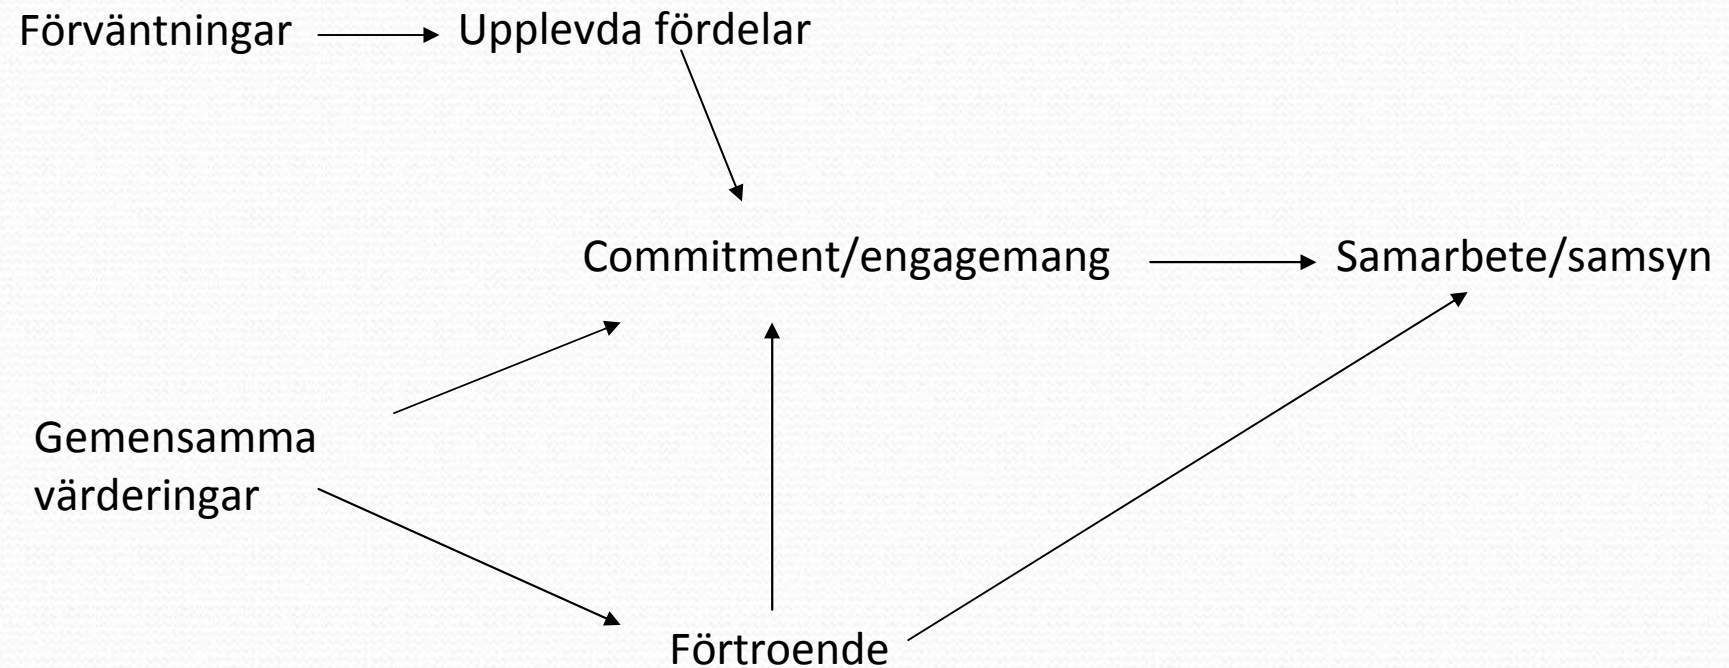 Förväntningar
Upplevda fördelar
Commitment/engagemang
Samarbete/samsyn
Gemensamma
värderingar
Förtroende